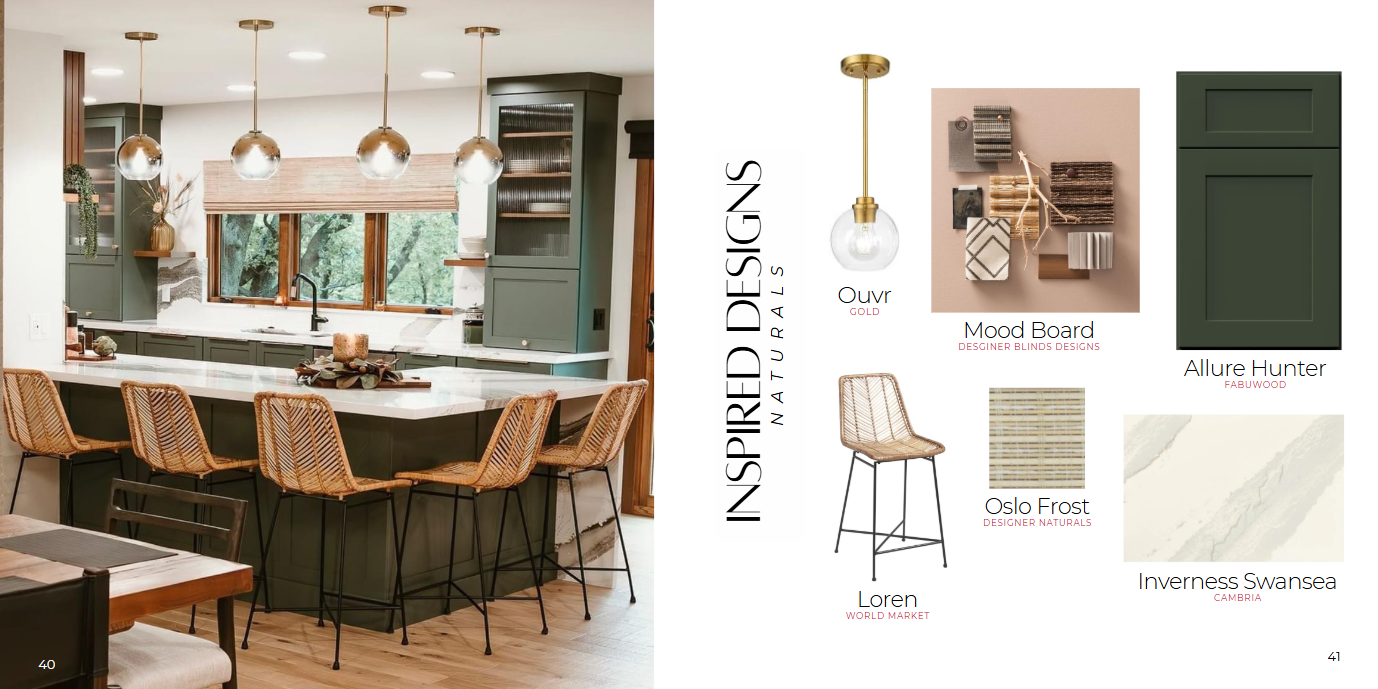 40
INSPIRED DESIGNS
NATURALS
Ouvr
GOLD
Mood Board
DESGINER BLINDS DESIGNS
Allure Hunter
FABUWOOD
Loren
WORLD MARKET
Oslo Frost
DESIGNER NATURALS
Inverness Swansea
CAMBRIA
41